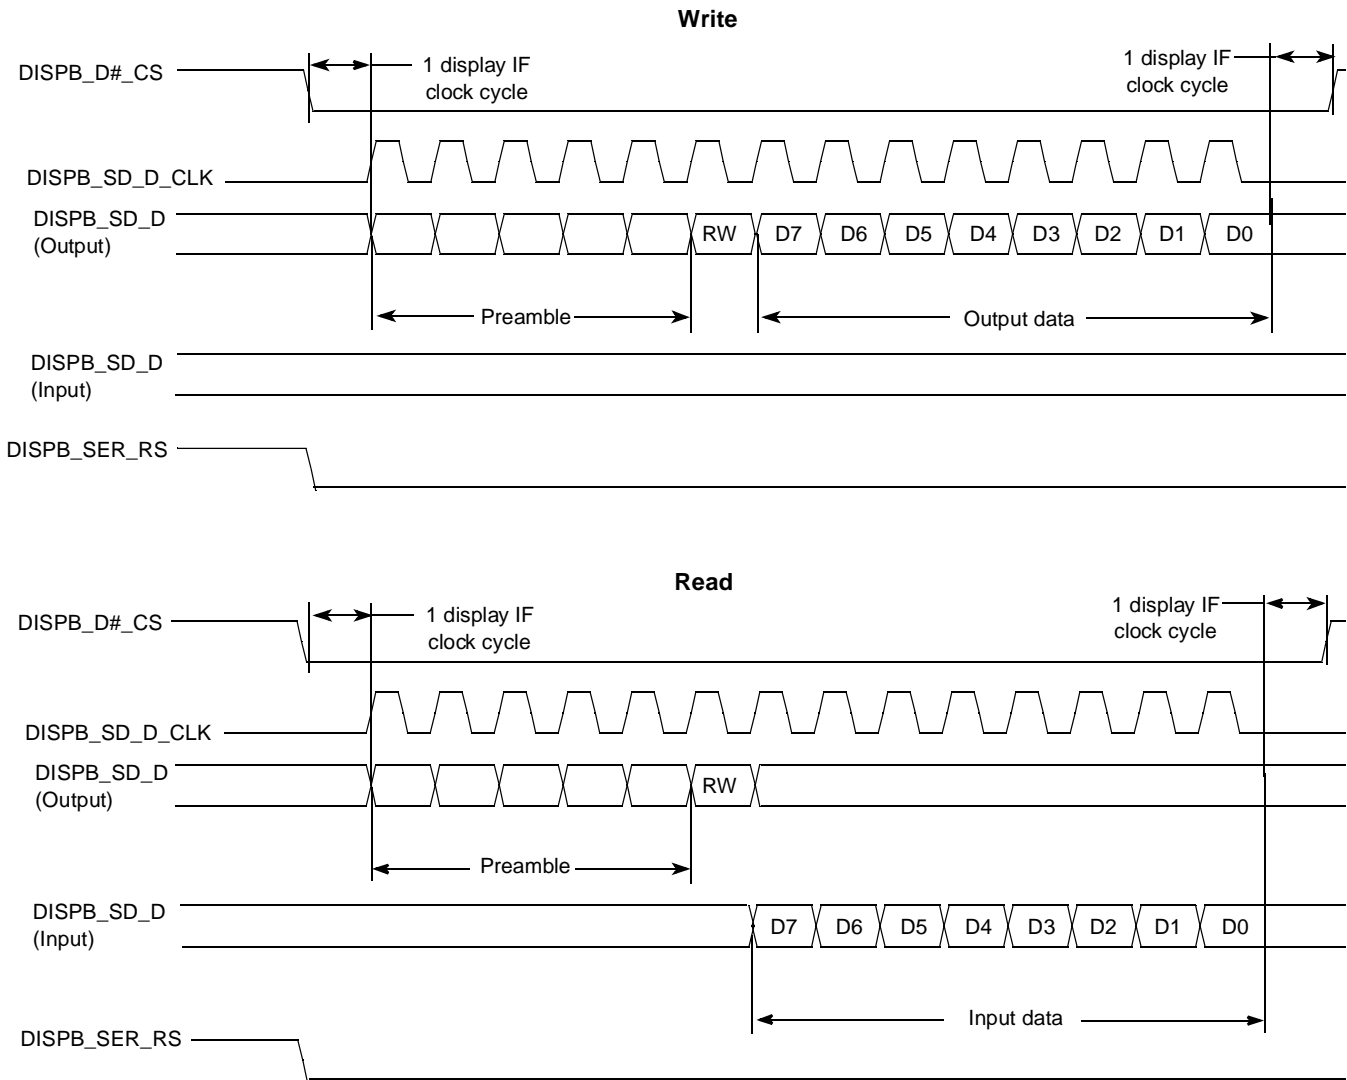 Write
DISPB_D#_CS
1 display IF
clock cycle
1 display IF
clock cycle
DISPB_SD_D_CLK
DISPB_SD_D
(Output)
RW D7 D6 D5 D4 D3 D2 D1 D0
Preamble
Output data
DISPB_SD_D
(Input)
DISPB_SER_RS
Read
DISPB_D#_CS
1 display IF
clock cycle
1 display IF
clock cycle
DISPB_SD_D_CLK
DISPB_SD_D
(Output)
RW
Preamble
DISPB_SD_D
(Input)
D7 D6 D5 D4 D3 D2 D1 D0
Input data
DISPB_SER_RS